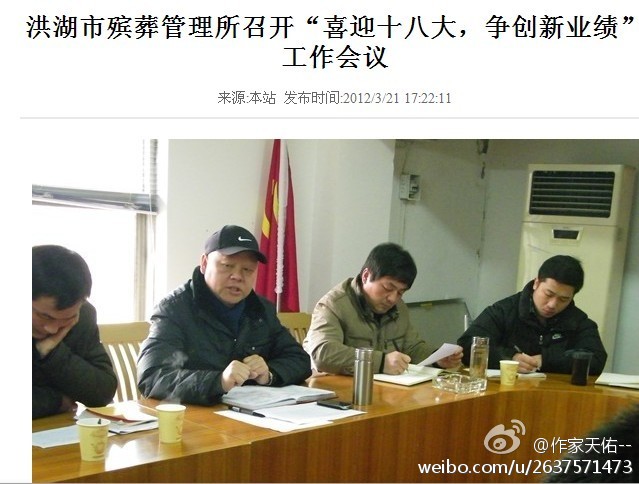 洪湖市殡葬管理所召开“喜迎十八大，争创新业绩”
工作会议
来源:本站 发布时间:2012/3/21 17:22:11
@作家天佑--
weibo.com/u/2637571473